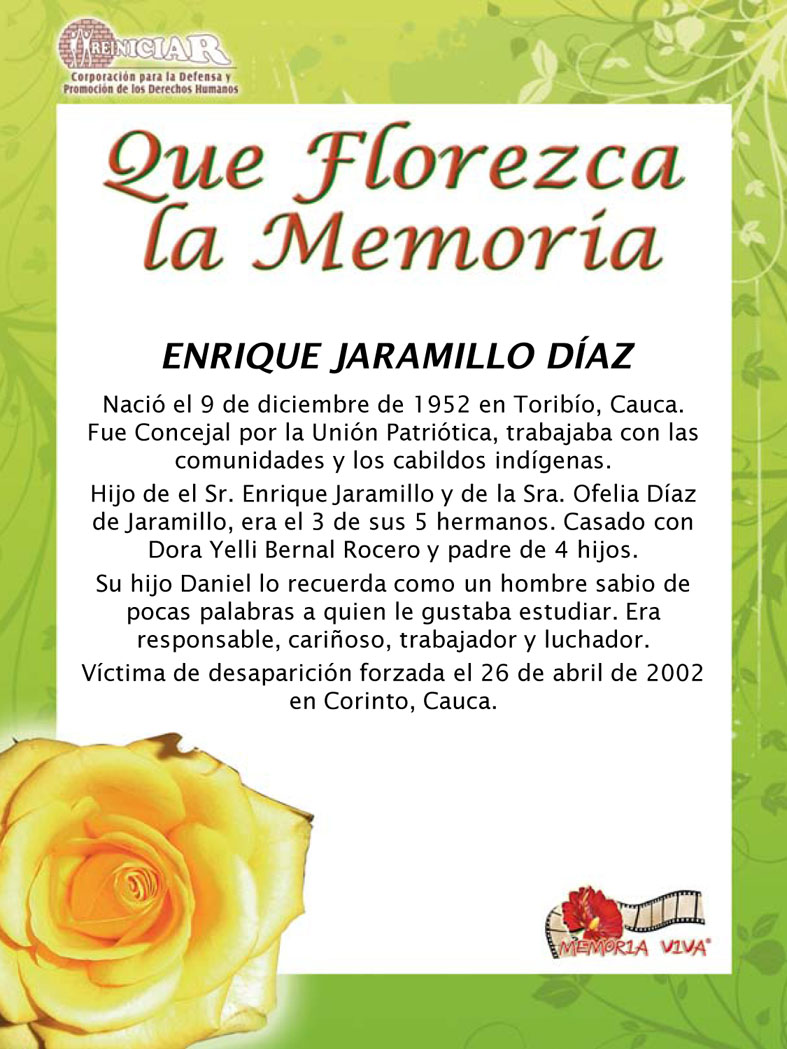 REINICIAR
Corporación para la Defensa y
Promoción de los Derechos Humanos
Que Florezca
la Memoria
ENRIQUE JARAMILLO DÍAZ
Nació el 9 de diciembre de 1952 en Toribío, Cauca.
Fue Concejal por la Unión Patriótica, trabajaba con las
comunidades y los cabildos indígenas.
Hijo de el Sr. Enrique Jaramillo y de la Sra. Ofelia Díaz
de Jaramillo, era el 3 de sus 5 hermanos. Casado con
Dora Yelli Bernal Rocero y padre de 4 hijos.
Su hijo Daniel lo recuerda como un hombre sabio de
pocas palabras a quien le gustaba estudiar. Era
responsable, cariñoso, trabajador y luchador.
Víctima de desaparición forzada el 26 de abril de 2002
en Corinto, Cauca.
MEMORIA VIVA®